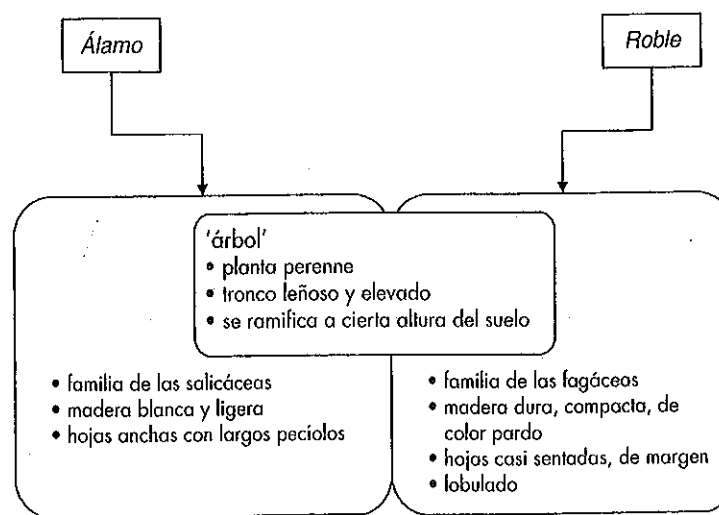 Álamo
Roble
'árbol'
• planta perenne
• tronco leñoso y elevado
• se ramifica a cierta altura del suelo
• familia de las salicáceas
• madera blanca y ligera
• hojas anchas con largos pecíolos
• familia de las fagáceos
• madera dura, compacta, de
color pardo
• hojas casi sentadas, de margen
• lobulado